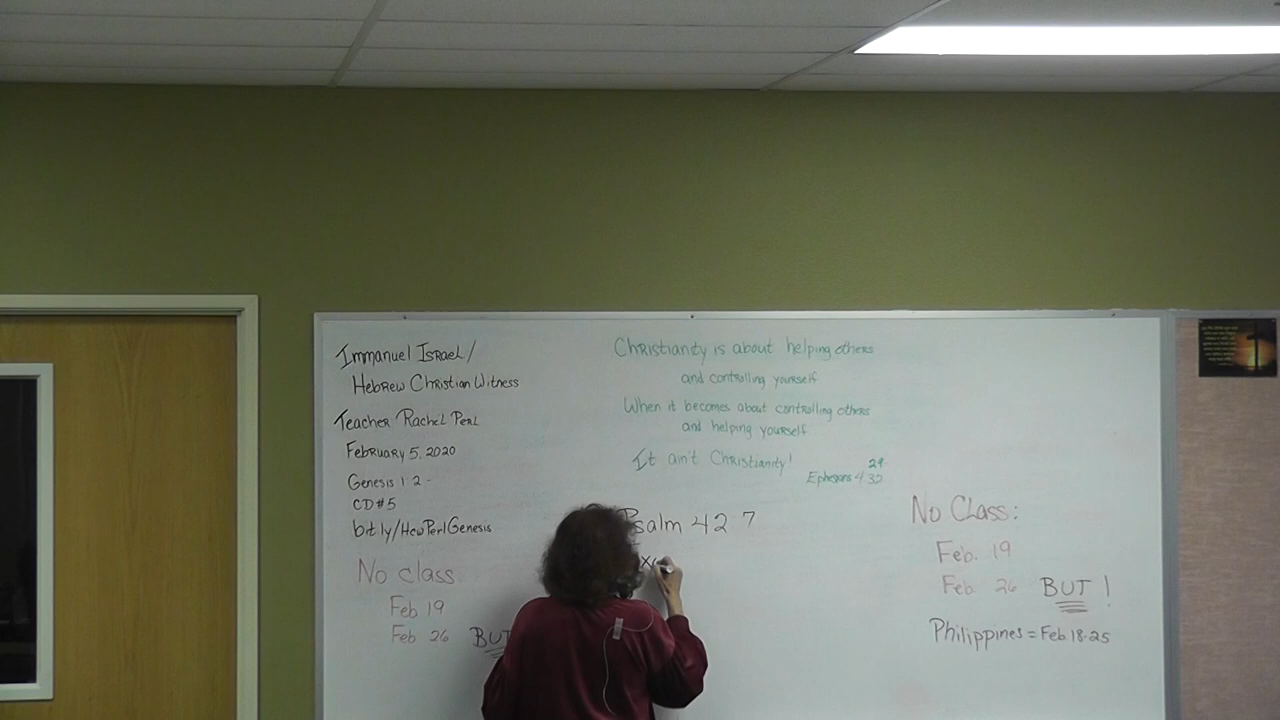 Immanuel Israel/
Hebrew Christian Witness
Teacher Rachel Perl
February 5, 2020
Genesis 1:2-
CD#5
bit.ly/HcwPerlGenesis
No class
Feb 19
Feb 26 BUT
Christianity is about helping others
and controlling yourself
When it becomes about controlling others
and helping yourself
It ain't Christianity!
Ephesians 4 32
29
Psalm 42 7
No Class:
Feb. 19
Feb. 26 BUT!
Philippines = Feb. 18-25